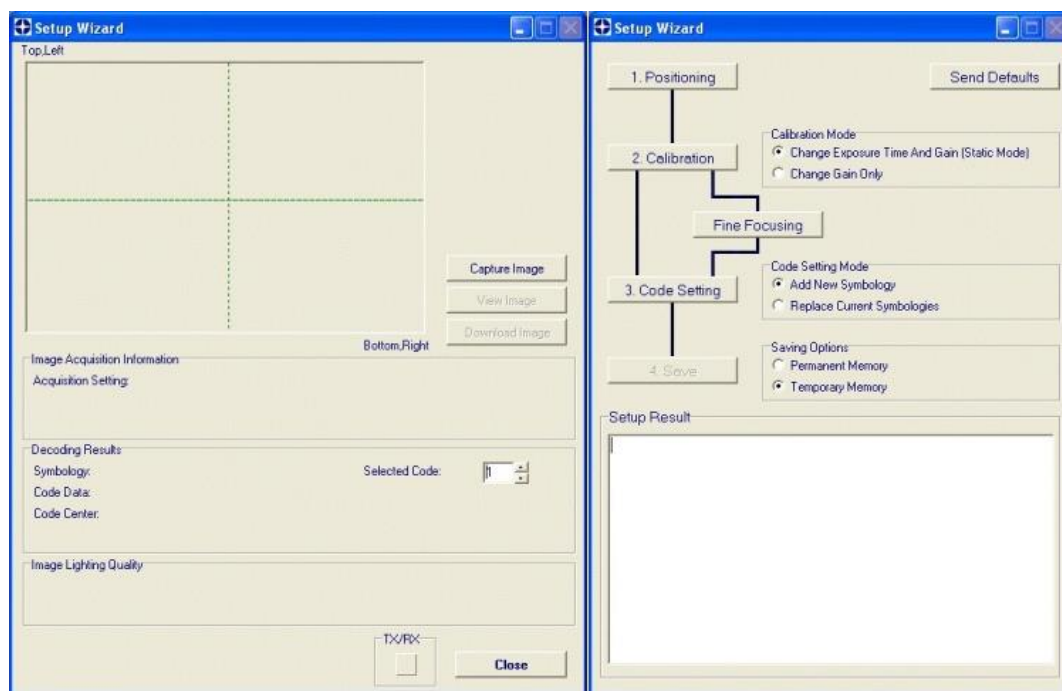 Setup Wizard
Top,Left
Capture Image
View Image
Download Image
Bottom,Right
Image Acquisition Information
Acquisition Setting:
Decoding Results
Symbology:
Selected Code:
1
Code Data:
Code Center:
Image Lighting Quality
TX/RX
Close
Setup Wizard
1. Positioning
Send Defaults
Calibration Mode
2. Calibration
Change Exposure Time And Gain (Static Mode)
Change Gain Only
Fine Focusing
Code Setting Mode
3. Code Setting
Add New Symbology
Replace Current Symbologies
Saving Options
4. Save
Permanent Memory
Temporary Memory
Setup Result